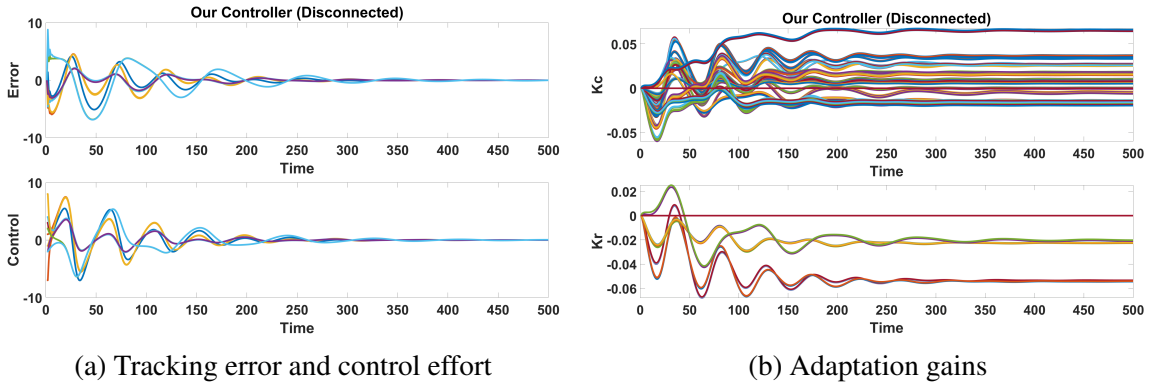 Our Controller (Disconnected)
10
0
-10
Error
0 50 100 150 200 250 300 350 400 450 500
Time
10
0
-10
Control
0 50 100 150 200 250 300 350 400 450 500
Time
(a) Tracking error and control effort
Our Controller (Disconnected)
0.05
0
-0.05
Kc
0 50 100 150 200 250 300 350 400 450 500
Time
0.02
0
-0.02
-0.04
-0.06
Kr
0 50 100 150 200 250 300 350 400 450 500
Time
(b) Adaptation gains